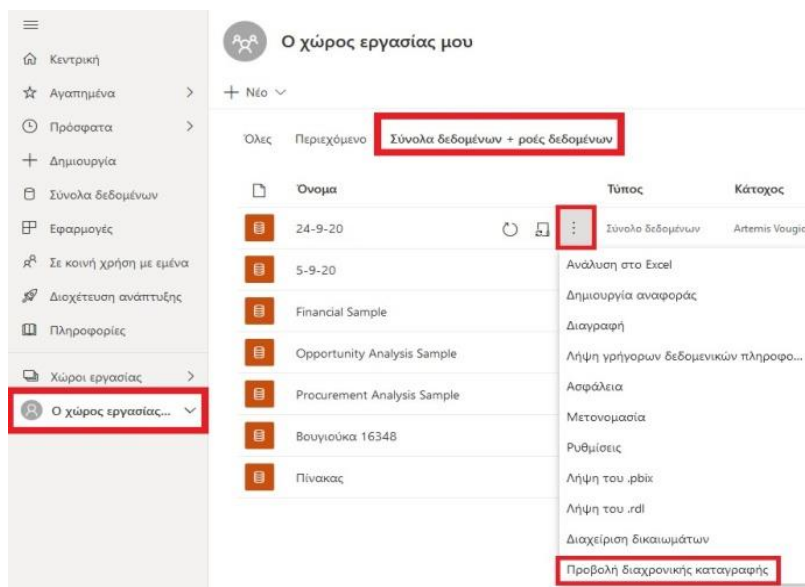 Ο χώρος εργασίας μου
Κεντρική
Αγαπημένα
Πρόσφατα
Δημιουργία
Σύνολα δεδομένων
Εφαρμογές
Σε κοινή χρήση με εμένα
Διοχέτευση ανάπτυξης
Πληροφορίες
Χώροι εργασίας
Ο χώρος εργασίας...
Νέο
Όλες Περιεχόμενο Σύνολα δεδομένων + ροές δεδομένων
Όνομα Τύπος Κάτοχος
24-9-20 Σύνολο δεδομένων Artemis Vougic
5-9-20
Financial Sample
Opportunity Analysis Sample
Procurement Analysis Sample
Βουγιούκα 16348
Πίνακας
Ανάλυση στο Excel
Δημιουργία αναφοράς
Διαγραφή
Λήψη γρήγορων δεδομενικών πληροφο...
Ασφάλεια
Μετονομασία
Ρυθμίσεις
Λήψη του .pbix
Λήψη του .rdl
Διαχείριση δικαιωμάτων
Προβολή διαχρονικής καταγραφής